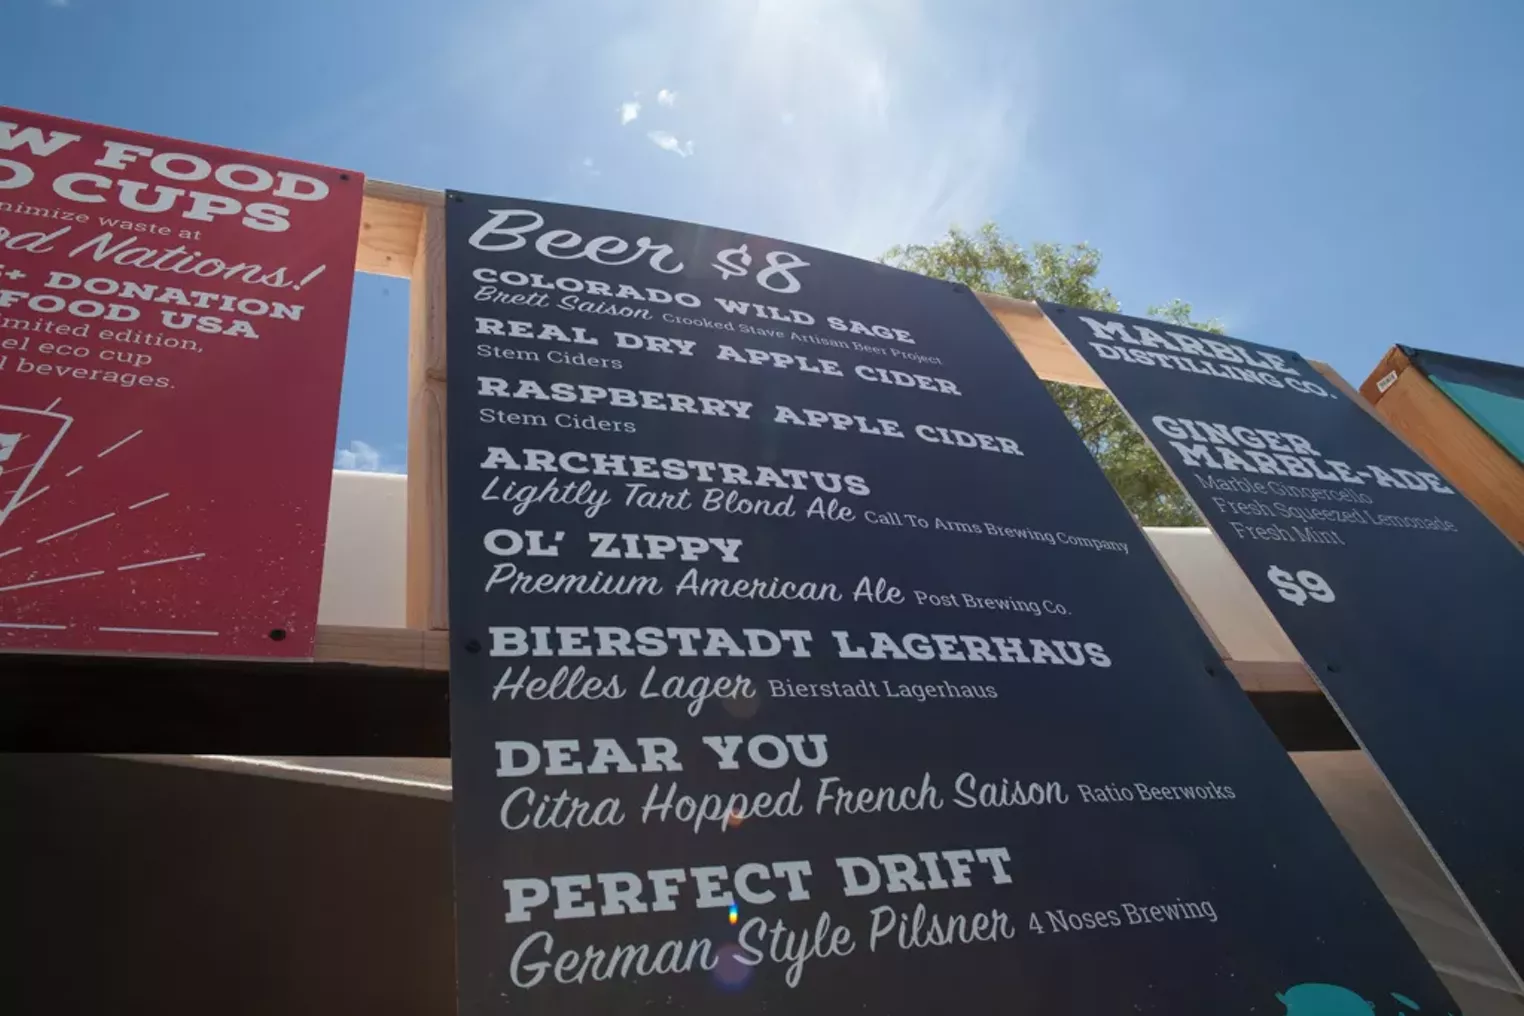 W FOOD
O CUPS
nimize waste at
od Nations!
+ DONATION
FOOD USA
imited edition,
el eco cup
l beverages.
Beer $8
COLORADO WILD SAGE
Brett Saison Crooked Stave Artisan Beer Project
REAL DRY APPLE CIDER
Stem Ciders
RASPBERRY APPLE CIDER
Stem Ciders
ARCHESTRATUS
Lightly Tart Blond Ale Call To Arms Brewing Company
OL' ZIPPY
Premium American Ale Post Brewing Co.
BIERSTADT LAGERHAUS
Helles Lager Bierstadt Lagerhaus
DEAR YOU
Citra Hopped French Saison Ratio Beerworks
PERFECT DRIFT
German Style Pilsner 4 Noses Brewing
MARBLE
DISTILLING CO.
GINGER
MARBLE-ADE
Marble Gingercello
Fresh Squeezed Lemonade
Fresh Mint
$9